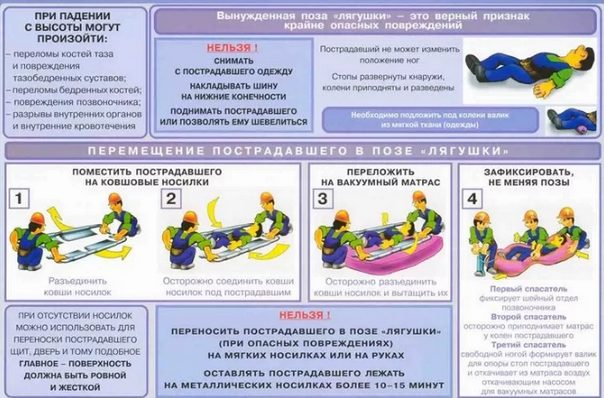 ПРИ ПАДЕНИИ
С ВЫСОТЫ МОГУТ
ПРОИЗОЙТИ:
– переломы костей таза
и повреждения
тазобедренных суставов;
– переломы бедренных костей;
– повреждения позвоночника;
– разрывы внутренних органов
и внутренние кровотечения
Вынужденная поза «ЛЯГУШКИ» – это верный признак
крайне опасных повреждений
НЕЛЬЗЯ !
СНИМАТЬ
С ПОСТРАДАВШЕГО ОДЕЖДУ
НАКЛАДЫВАТЬ ШИНУ
НА НИЖНИЕ КОНЕЧНОСТИ
ПОДНИМАТЬ ПОСТРАДАВШЕГО
ИЛИ ПОЗВОЛЯТЬ ЕМУ ШЕВЕЛИТЬСЯ
Пострадавший не может изменить
положение ног
Стопы развернуты кнаружи,
колени приподняты и разведены
Необходимо подложить под колени валик
из мягкой ткани (одежды)
ПЕРЕМЕЩЕНИЕ ПОСТРАДАВШЕГО В ПОЗЕ «ЛЯГУШКИ»
ПОМЕСТИТЬ ПОСТРАДАВШЕГО
НА КОВШОВЫЕ НОСИЛКИ
1
Разъединить
ковши носилок
2
Осторожно соединить ковши
носилок под пострадавшим
ПЕРЕЛОЖИТЬ
НА ВАКУУМНЫЙ МАТРАС
3
Осторожно разъединить
ковши носилок и вытащить их
ЗАФИКСИРОВАТЬ,
НЕ МЕНЯЯ ПОЗЫ
4
Первый спасатель
фиксирует шейный отдел
позвоночника
Второй спасатель
осторожно приподнимает матрас
у колен пострадавшего
Третий спасатель
свободной ногой формирует валик
для опоры стоп пострадавшего
и откачивает из матраса воздух
откачивающим насосом
для вакуумных матрасов
ПРИ ОТСУТСТВИИ НОСИЛОК
МОЖНО ИСПОЛЬЗОВАТЬ ДЛЯ
ПЕРЕНОСКИ ПОСТРАДАВШЕГО
ЩИТ, ДВЕРЬ И ТОМУ ПОДОБНОЕ
ГЛАВНОЕ – ПОВЕРХНОСТЬ
ДОЛЖНА БЫТЬ РОВНОЙ
И ЖЕСТКОЙ
НЕЛЬЗЯ !
ПЕРЕНОСИТЬ ПОСТРАДАВШЕГО В ПОЗЕ «ЛЯГУШКИ»
(ПРИ ОПАСНЫХ ПОВРЕЖДЕНИЯХ)
НА МЯГКИХ НОСИЛКАХ ИЛИ НА РУКАХ
ОСТАВЛЯТЬ ПОСТРАДАВШЕГО ЛЕЖАТЬ
НА МЕТАЛЛИЧЕСКИХ НОСИЛКАХ БОЛЕЕ 10–15 МИНУТ